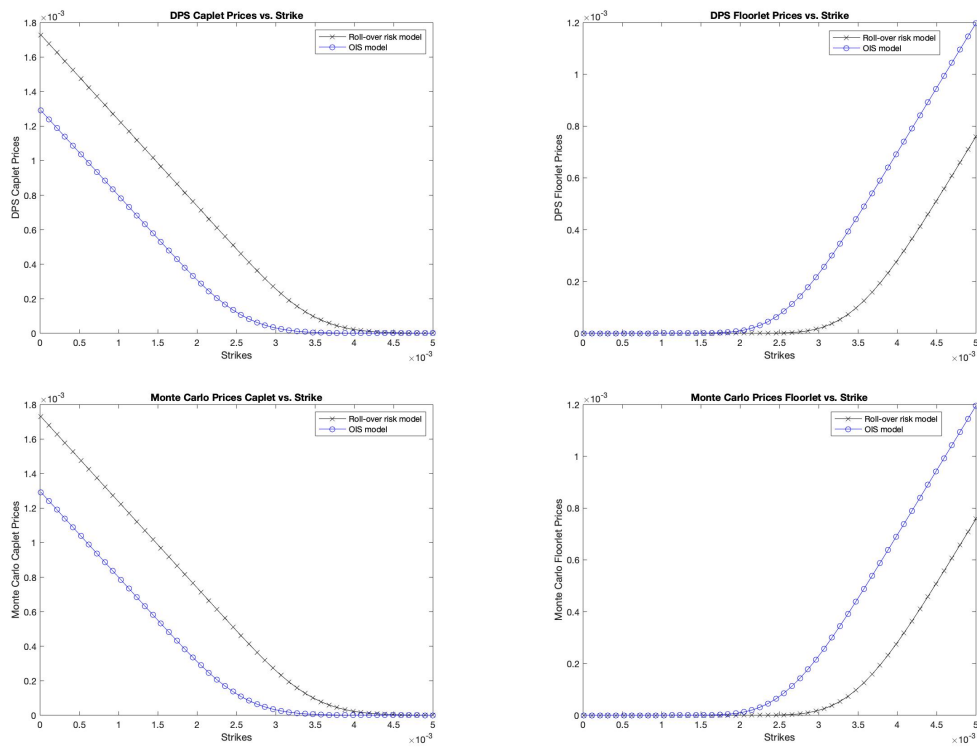 DPS Caplet Prices vs. Strike
×10-3
1.8
1.6
1.4
1.2
1
0.8
0.6
0.4
0.2
0
DPS Caplet Prices
Roll-over risk model
OIS model
0 0.5 1 1.5 2 2.5 3 3.5 4 4.5 5
Strikes
×10-3
DPS Floorlet Prices vs. Strike
×10-3
1.2
1
0.8
0.6
0.4
0.2
0
DPS Floorlet Prices
Roll-over risk model
OIS model
0 0.5 1 1.5 2 2.5 3 3.5 4 4.5 5
Strikes
×10-3
Monte Carlo Prices Caplet vs. Strike
×10-3
1.8
1.6
1.4
1.2
1
0.8
0.6
0.4
0.2
0
Monte Carlo Caplet Prices
Roll-over risk model
OIS model
0 0.5 1 1.5 2 2.5 3 3.5 4 4.5 5
Strikes
×10-3
Monte Carlo Prices Floorlet vs. Strike
×10-3
1.2
1
0.8
0.6
0.4
0.2
0
Monte Carlo Floorlet Prices
Roll-over risk model
OIS model
0 0.5 1 1.5 2 2.5 3 3.5 4 4.5 5
Strikes
×10-3